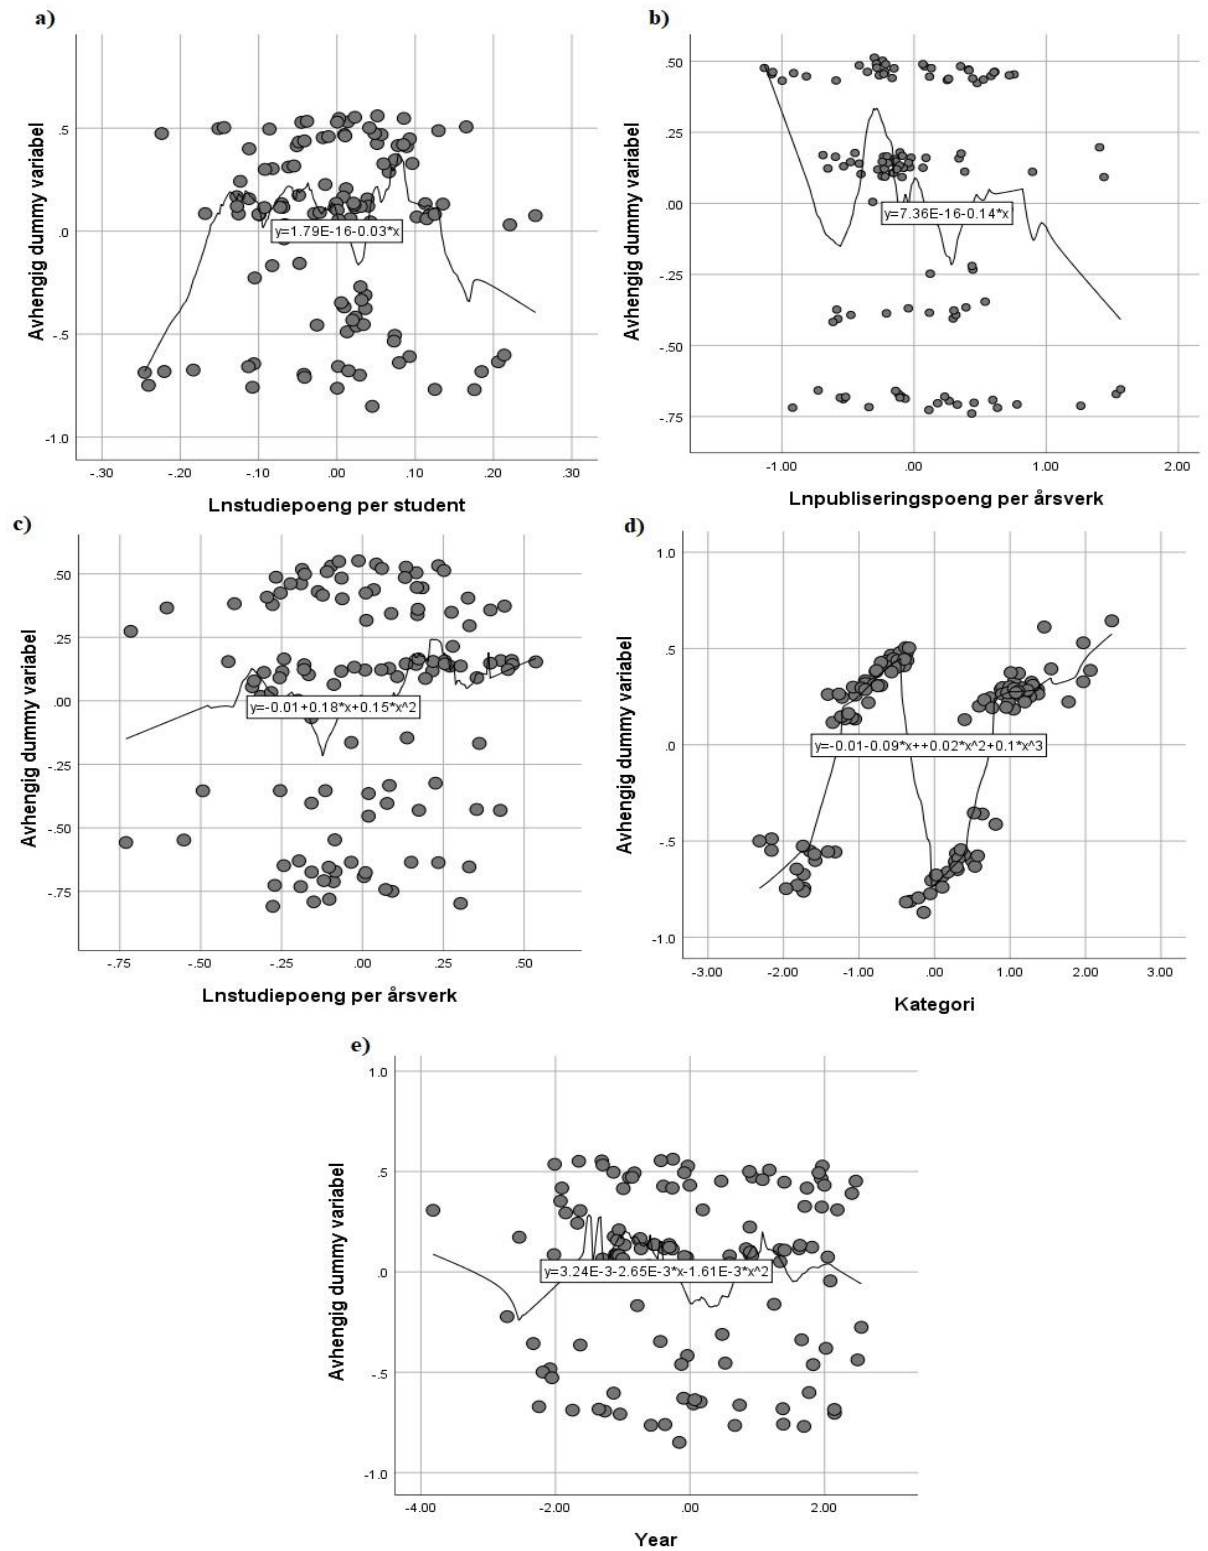 a)
.5
.0
-.5
-1.0
Avhengig dummy variabel
y=1.79E-16-0.03*x
-.30 -.20 -.10 .00 .10 .20 .30
Lnstudiepoeng per student
b)
.50
.25
.00
-.25
-.50
-.75
Avhengig dummy variabel
y=7.36E-16-0.14*x
-1.00 .00 1.00 2.00
Lnpubliseringspoeng per årsverk
c)
.50
.25
.00
-.25
-.50
-.75
Avhengig dummy variabel
y=-0.01+0.18*x+0.15*x^2
-.75 -.50 -.25 .00 .25 .50
Lnstudiepoeng per årsverk
d)
1.0
.5
.0
-.5
-1.0
Avhengig dummy variabel
y=-0.01-0.09*x++0.02*x^2+0.1*x^3
-3.00 -2.00 -1.00 .00 1.00 2.00 3.00
Kategori
e)
1.0
.5
.0
-.5
-1.0
Avhengig dummy variabel
y=3.24E-3-2.65E-3*x-1.61E-3*x^2
-4.00 -2.00 .00 2.00
Year